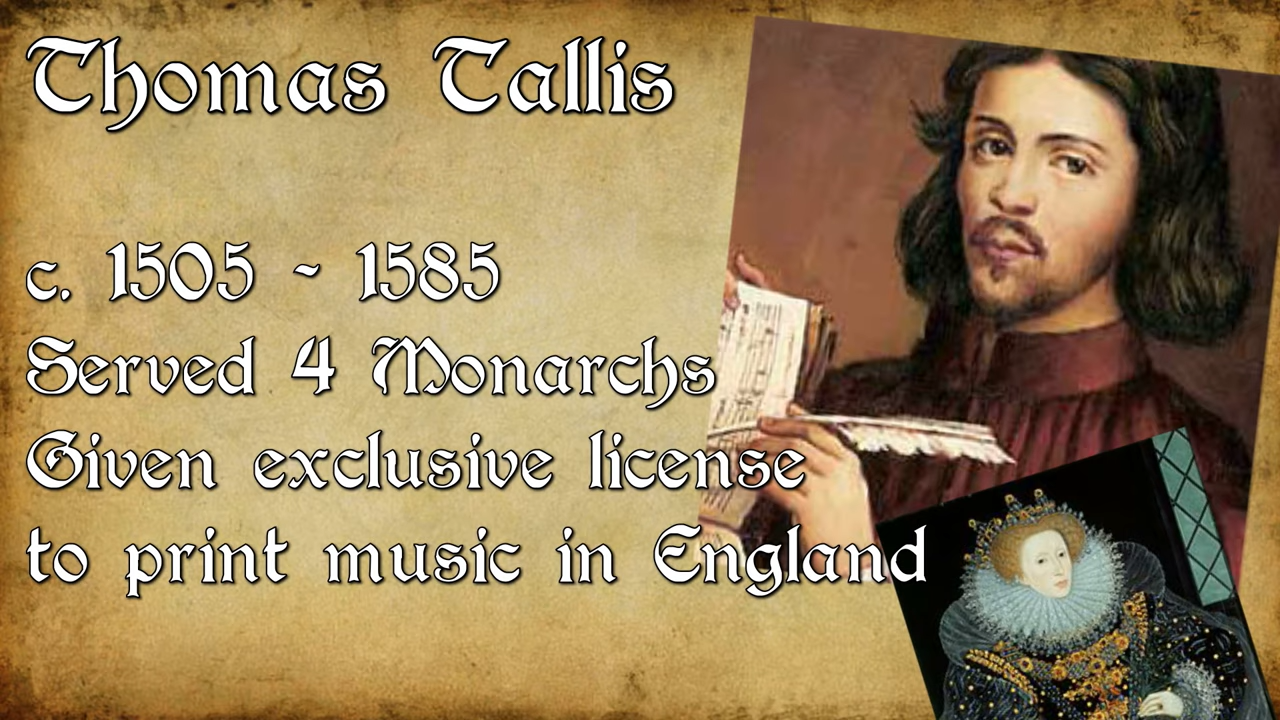 Thomas Tallis
c. 1505 - 1585
Served 4 Monarchs
Given exclusive license
to print music in England